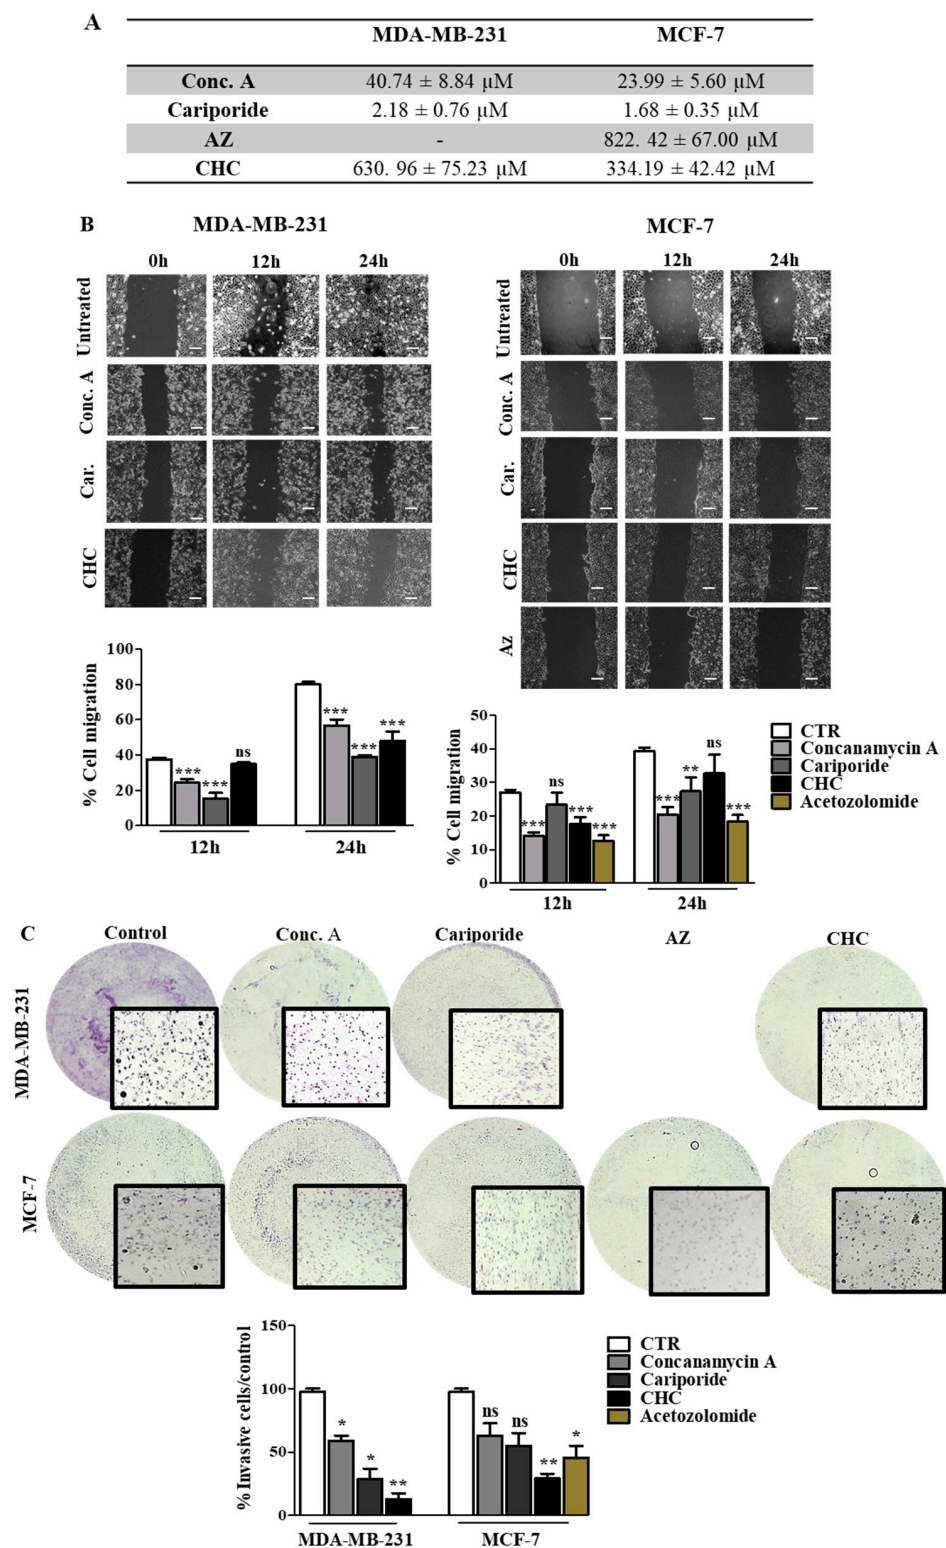 A
MDA-MB-231 MCF-7
Conc. A 40.74 ± 8.84 µM 23.99 ± 5.60 µM
Cariporide 2.18 ± 0.76 µM 1.68 ± 0.35 µM
AZ - 822. 42 ± 67.00 µM
CHC 630. 96 ± 75.23 µM 334.19 ± 42.42 µM
B
MDA-MB-231
0h 12h 24h
Untreated
Conc. A
Car.
CHC
% Cell migration
100
80
60
40
20
0
*** *** ns
*** *** ***
12h 24h
MCF-7
0h 12h 24h
Untreated
Conc. A
Car.
CHC
Az
% Cell migration
50
40
30
20
10
0
*** ns *** ***
*** ** ns ***
12h 24h
CTR
Concanamycin A
Cariporide
CHC
Acetozolomide
C
Control Conc. A Cariporide AZ CHC
MDA-MB-231
MCF-7
% Invasive cells/control
150
100
50
0
* * **
ns ns ** *
MDA-MB-231 MCF-7
CTR
Concanamycin A
Cariporide
CHC
Acetozolomide